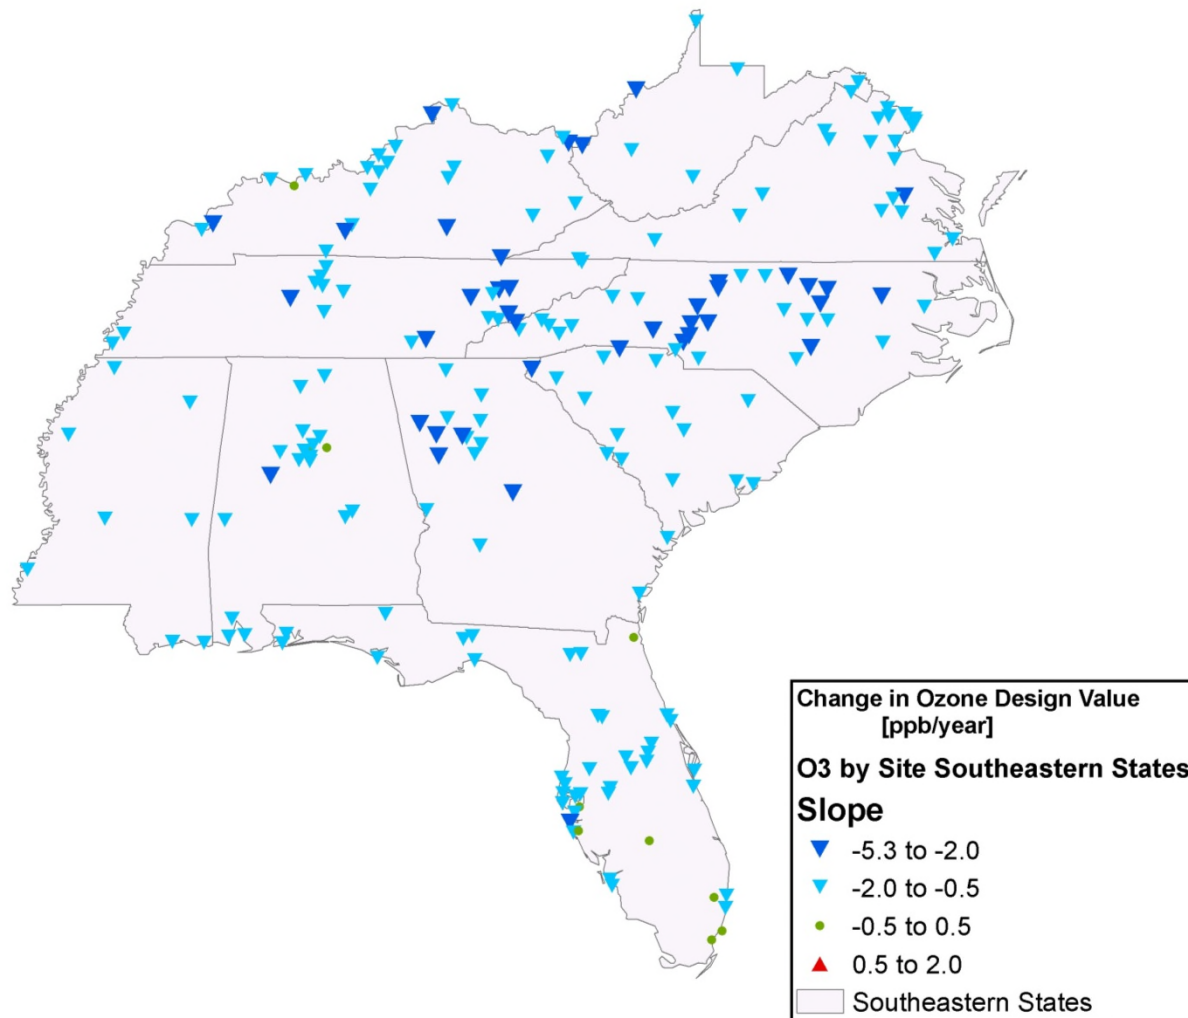 Change in Ozone Design Value
[ppb/year]
O3 by Site Southeastern States
Slope
-5.3 to -2.0
-2.0 to -0.5
-0.5 to 0.5
0.5 to 2.0
Southeastern States